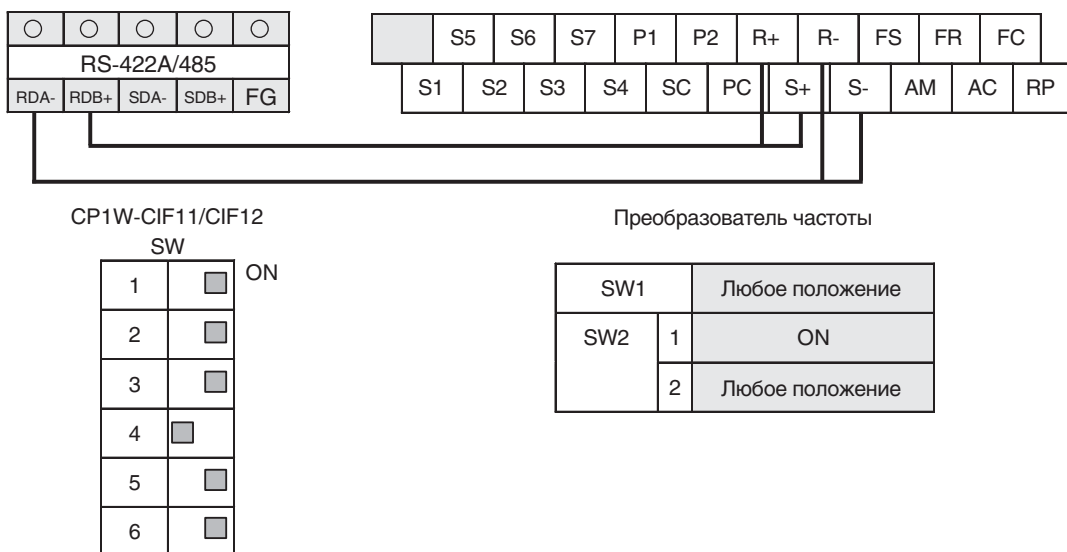 RS-422A/485
RDA- RDB+ SDA- SDB+ FG
S5 S6 S7 P1 P2 R+ R- FS FR FC
S1 S2 S3 S4 SC PC S+ S- AM AC RP
CP1W-CIF11/CIF12
SW
ON
1
2
3
4
5
6
Преобразователь частоты
SW1 Любое положение
SW2 1 ON
2 Любое положение